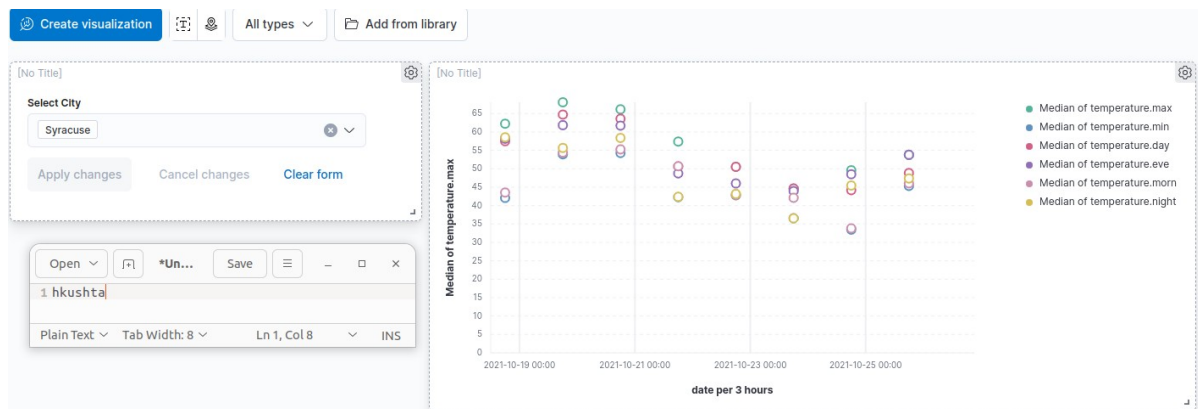 Create visualization
All types
Add from library
[No Title]
Select City
Syracuse
Apply changes
Cancel changes
Clear form
Open
*Un...
Save
1 hkushta
Plain Text
Tab Width: 8
Ln 1, Col 8
INS
[No Title]
Median of temperature.max
65
60
55
50
45
40
35
30
25
20
15
10
5
0
2021-10-19 00:00
2021-10-21 00:00
2021-10-23 00:00
2021-10-25 00:00
date per 3 hours
Median of temperature.max
Median of temperature.min
Median of temperature.day
Median of temperature.eve
Median of temperature.morn
Median of temperature.night